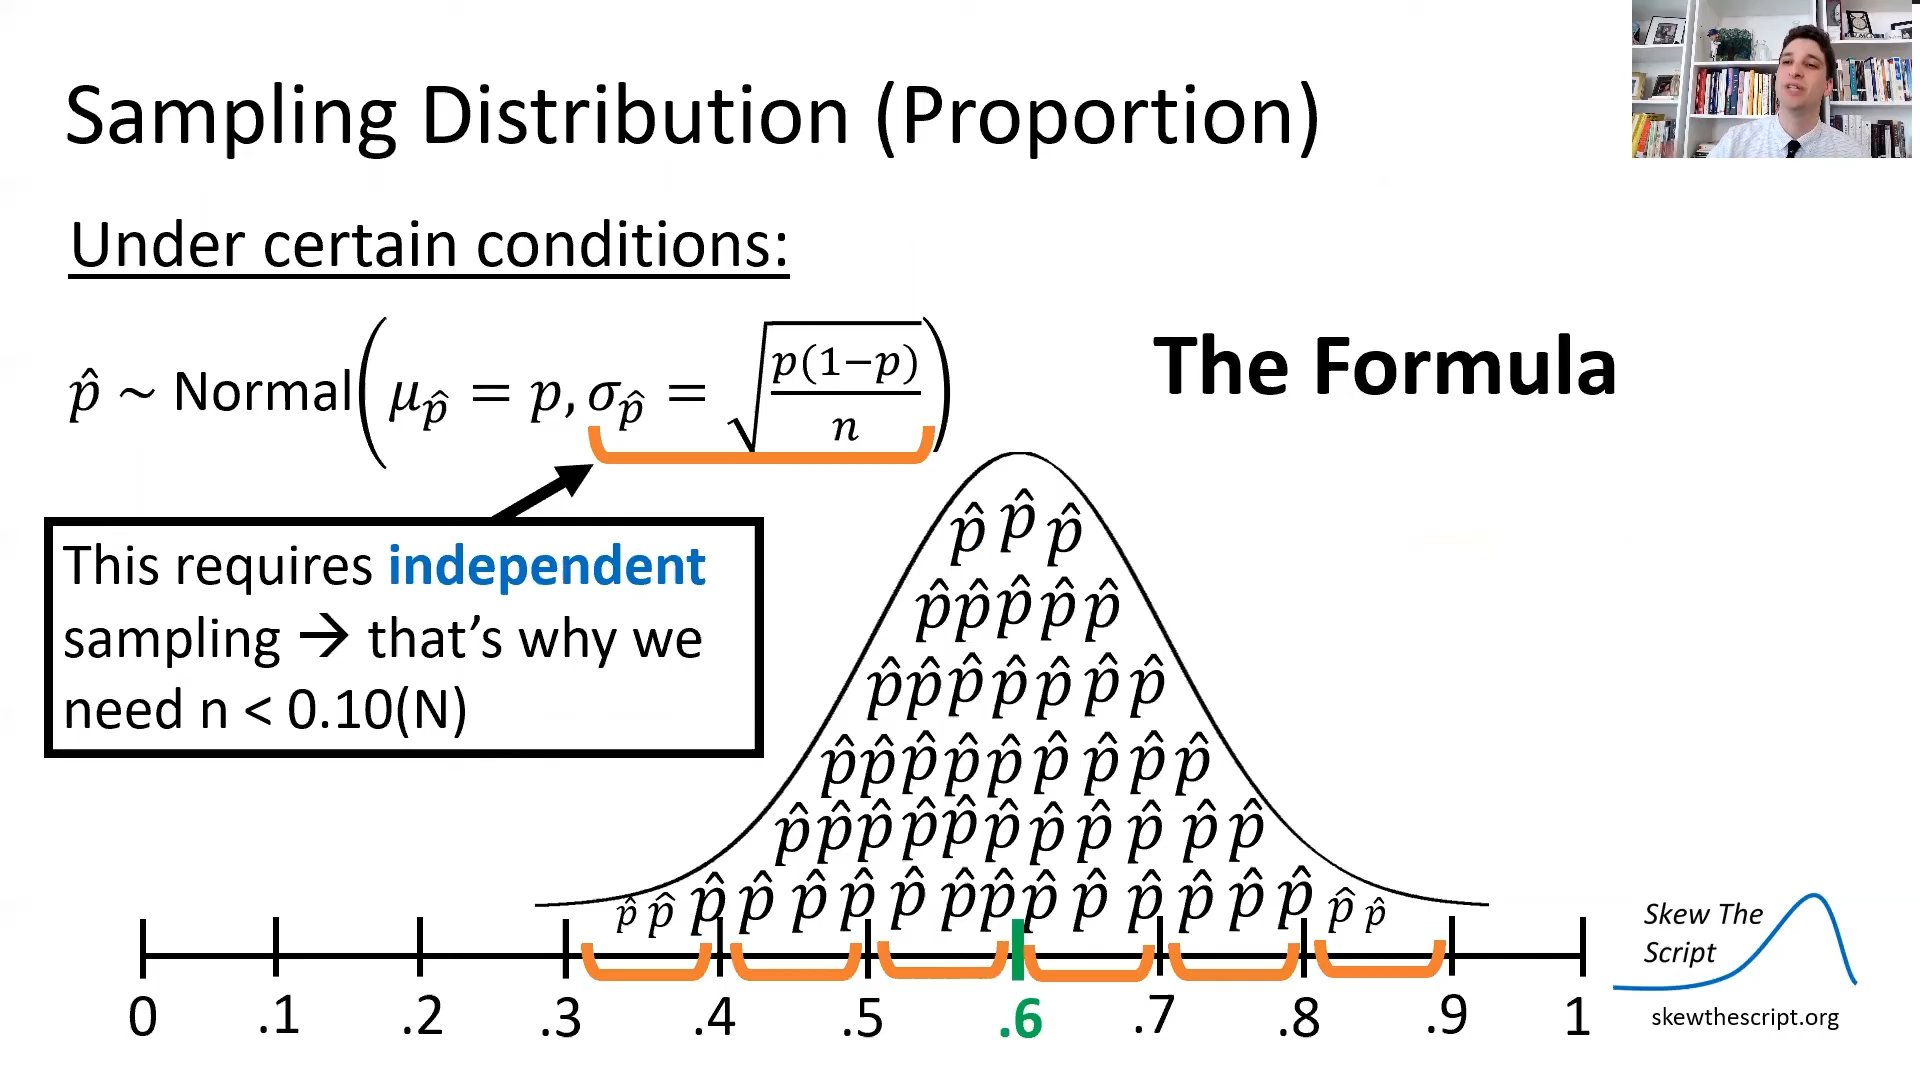 Sampling Distribution (Proportion)
Under certain conditions:
p̂ ~ Normal(μ_p̂ = p, σ_p̂ = √(p(1−p)/n))
The Formula
This requires independent
sampling → that's why we
need n < 0.10(N)
p̂ p̂ p̂
p̂ p̂ p̂ p̂ p̂
p̂ p̂ p̂ p̂ p̂ p̂ p̂
p̂ p̂ p̂ p̂ p̂ p̂ p̂ p̂ p̂
p̂ p̂ p̂ p̂ p̂ p̂ p̂ p̂ p̂ p̂ p̂
p̂ p̂ p̂ p̂ p̂ p̂ p̂ p̂ p̂ p̂ p̂ p̂ p̂ p̂ p̂ p̂ p̂
0 .1 .2 .3 .4 .5 .6 .7 .8 .9 1
Skew The
Script
skewthescript.org